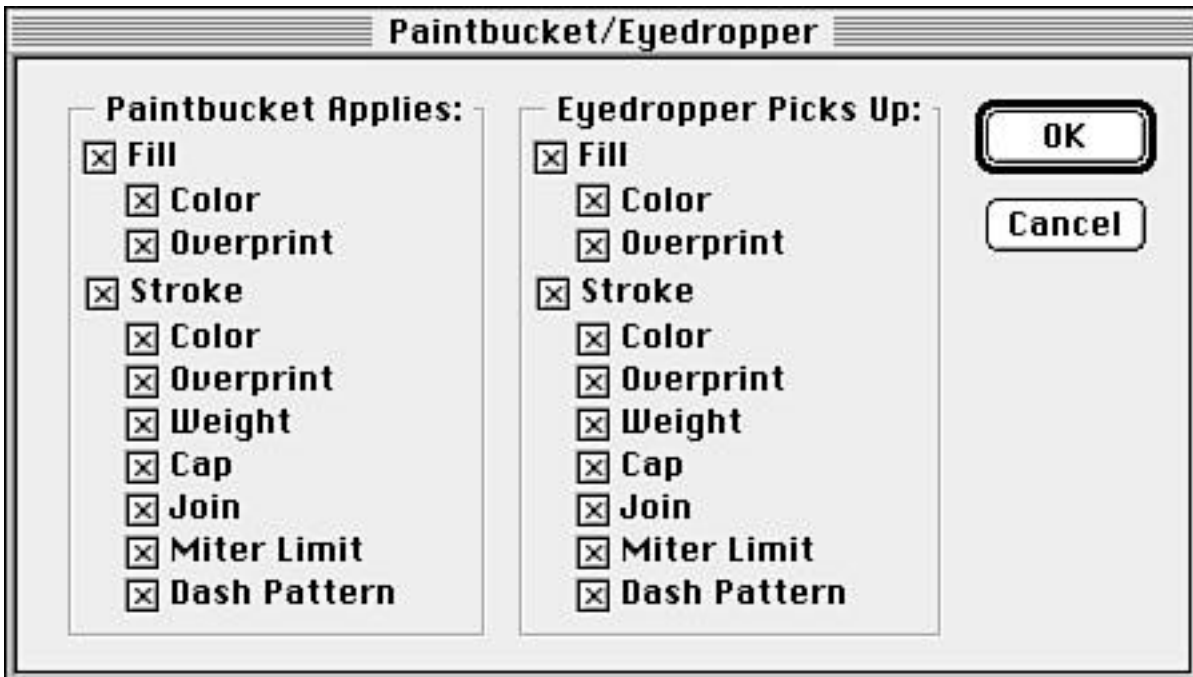 Paintbucket/Eyedropper
Paintbucket Applies:
Fill
Color
Overprint
Stroke
Color
Overprint
Weight
Cap
Join
Miter Limit
Dash Pattern
Eyedropper Picks Up:
Fill
Color
Overprint
Stroke
Color
Overprint
Weight
Cap
Join
Miter Limit
Dash Pattern
OK
Cancel